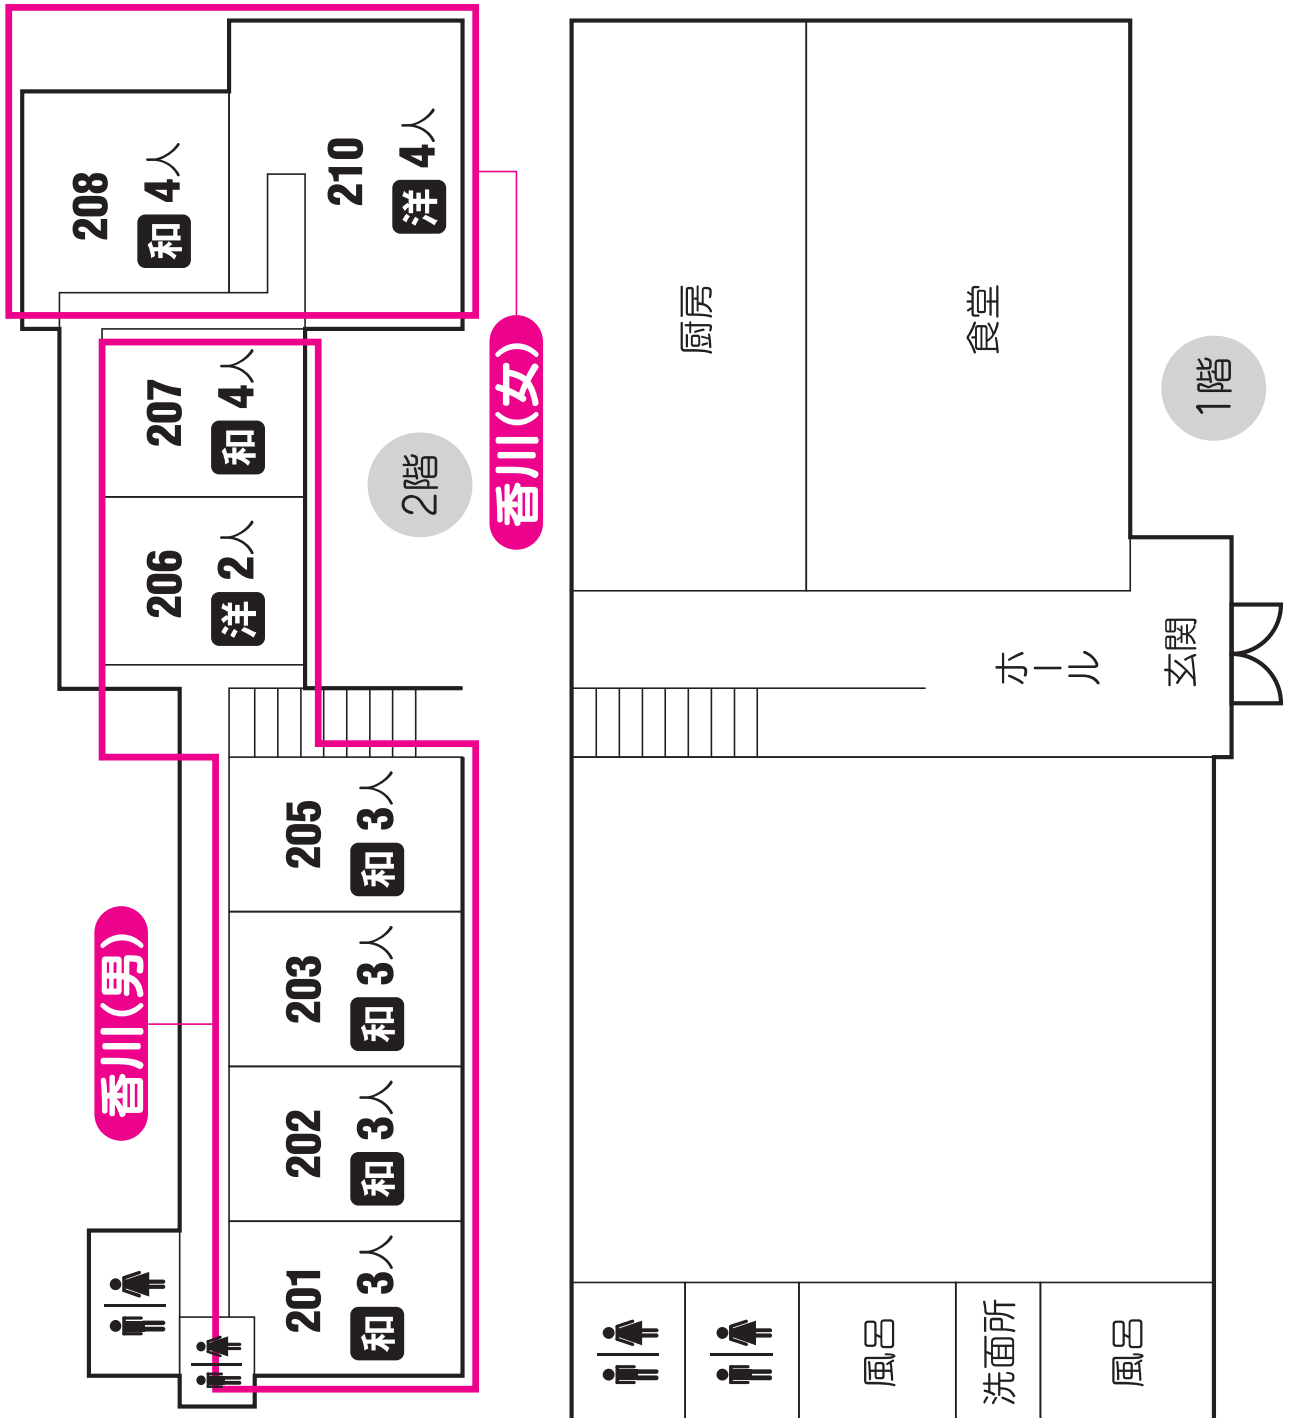 208
和 4人
210
洋 4人
207
和 4人
206
洋 2人
205
和 3人
203
和 3人
202
和 3人
201
和 3人
香川(男)
香川(女)
2階
厨房
食堂
1階
ホール
玄関
風呂
洗面所
風呂